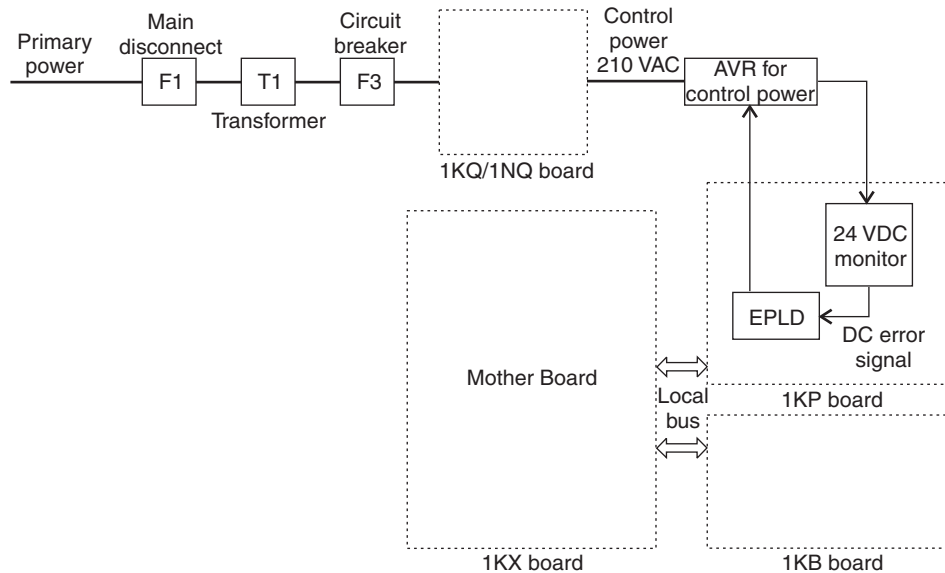 Primary
power
Main
disconnect
F1
T1
Transformer
Circuit
breaker
F3
1KQ/1NQ board
Control
power
210 VAC
AVR for
control power
24 VDC
monitor
EPLD
DC error
signal
1KP board
Mother Board
Local
bus
1KX board
1KB board